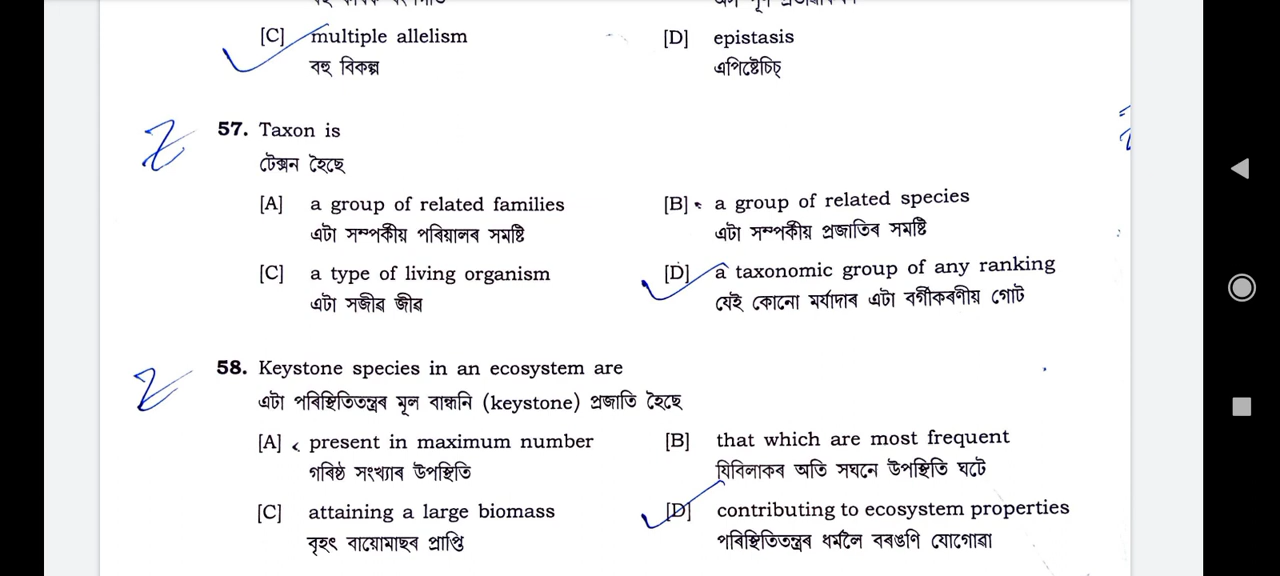 [C] multiple allelism [D] epistasis
বহু বিকল্প এপিষ্টেচিচ্
57. Taxon is
টেক্সন হৈছে
[A] a group of related families [B] a group of related species
এটা সম্পৰ্কীয় পৰিয়ালৰ সমষ্টি এটা সম্পৰ্কীয় প্ৰজাতিৰ সমষ্টি
[C] a type of living organism [D] a taxonomic group of any ranking
এটা সজীৱ জীৱ যেই কোনো মৰ্যাদাৰ এটা বৰ্গীকৰণীয় গোট
58. Keystone species in an ecosystem are
এটা পৰিস্থিতিতন্ত্ৰৰ মূল বান্ধনি (keystone) প্ৰজাতি হৈছে
[A] present in maximum number [B] that which are most frequent
গৰিষ্ঠ সংখ্যাৰ উপস্থিতি যিবিলাকৰ অতি সঘনে উপস্থিতি ঘটে
[C] attaining a large biomass [D] contributing to ecosystem properties
বৃহৎ বায়োমাছৰ প্ৰাপ্তি পৰিস্থিতিতন্ত্ৰৰ ধৰ্মলৈ বৰঙণি যোগোৱা